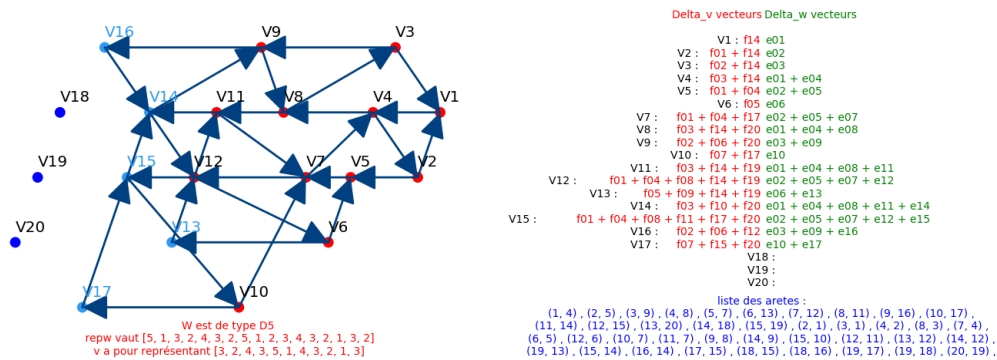 V16
V9
V3
V18
V14
V11
V8
V4
V1
V19
V15
V12
V7
V5
V2
V20
V13
V6
V17
V10
W est de type D5
repw vaut [5, 1, 3, 2, 4, 3, 2, 5, 1, 2, 3, 4, 3, 2, 1, 3, 2]
v a pour représentant [3, 2, 4, 3, 5, 1, 4, 3, 2, 1, 3]
Delta_v vecteurs Delta_w vecteurs
V1 : f14 e01
V2 : f01 + f14 e02
V3 : f02 + f14 e03
V4 : f03 + f14 e01 + e04
V5 : f01 + f04 e02 + e05
V6 : f05 e06
V7 : f01 + f04 + f17 e02 + e05 + e07
V8 : f03 + f14 + f20 e01 + e04 + e08
V9 : f02 + f06 + f20 e03 + e09
V10 : f07 + f17 e10
V11 : f03 + f14 + f19 e01 + e04 + e08 + e11
V12 : f01 + f04 + f08 + f14 + f19 e02 + e05 + e07 + e12
V13 : f05 + f09 + f14 + f19 e06 + e13
V14 : f03 + f10 + f20 e01 + e04 + e08 + e11 + e14
V15 : f01 + f04 + f08 + f11 + f17 + f20 e02 + e05 + e07 + e12 + e15
V16 : f02 + f06 + f12 e03 + e09 + e16
V17 : f07 + f15 + f20 e10 + e17
V18 :
V19 :
V20 :
liste des aretes :
(1, 4) , (2, 5) , (3, 9) , (4, 8) , (5, 7) , (6, 13) , (7, 12) , (8, 11) , (9, 16) , (10, 17) ,
(11, 14) , (12, 15) , (13, 20) , (14, 18) , (15, 19) , (2, 1) , (3, 1) , (4, 2) , (8, 3) , (7, 4) ,
(6, 5) , (12, 6) , (10, 7) , (11, 7) , (9, 8) , (14, 9) , (15, 10) , (12, 11) , (13, 12) , (14, 12) ,
(19, 13) , (15, 14) , (16, 14) , (17, 15) , (18, 15) , (18, 16) , (19, 17) , (19, 18) , (20, 19) ,